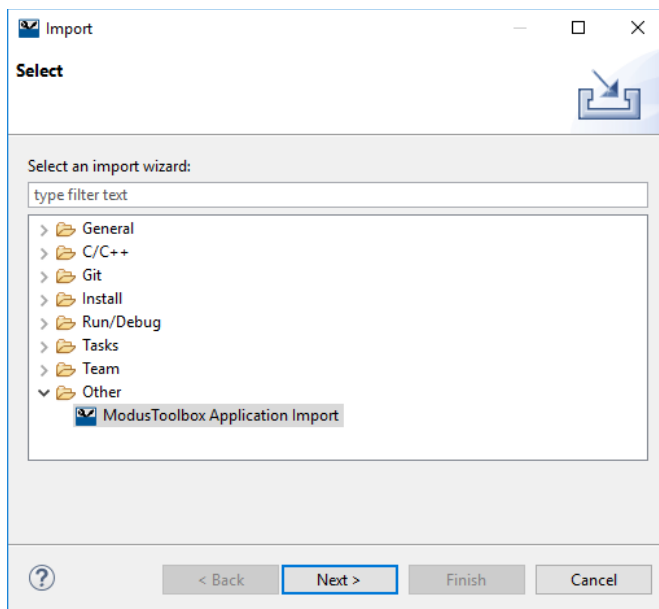 Import
Select
Select an import wizard:
type filter text
General
C/C++
Git
Install
Run/Debug
Tasks
Team
Other
ModusToolbox Application Import
? < Back Next > Finish Cancel